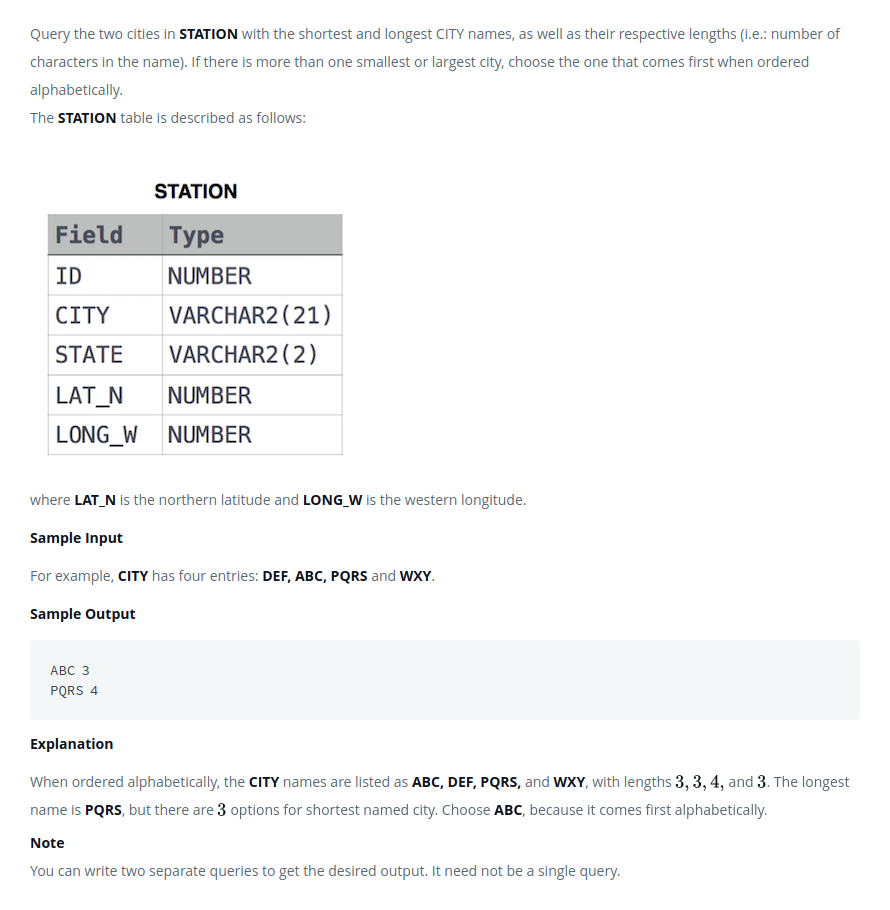 Query the two cities in STATION with the shortest and longest CITY names, as well as their respective lengths (i.e.: number of
characters in the name). If there is more than one smallest or largest city, choose the one that comes first when ordered
alphabetically.
The STATION table is described as follows:
STATION
Field Type
ID NUMBER
CITY VARCHAR2(21)
STATE VARCHAR2(2)
LAT_N NUMBER
LONG_W NUMBER
where LAT_N is the northern latitude and LONG_W is the western longitude.
Sample Input
For example, CITY has four entries: DEF, ABC, PQRS and WXY.
Sample Output
ABC 3
PQRS 4
Explanation
When ordered alphabetically, the CITY names are listed as ABC, DEF, PQRS, and WXY, with lengths 3, 3, 4, and 3. The longest
name is PQRS, but there are 3 options for shortest named city. Choose ABC, because it comes first alphabetically.
Note
You can write two separate queries to get the desired output. It need not be a single query.